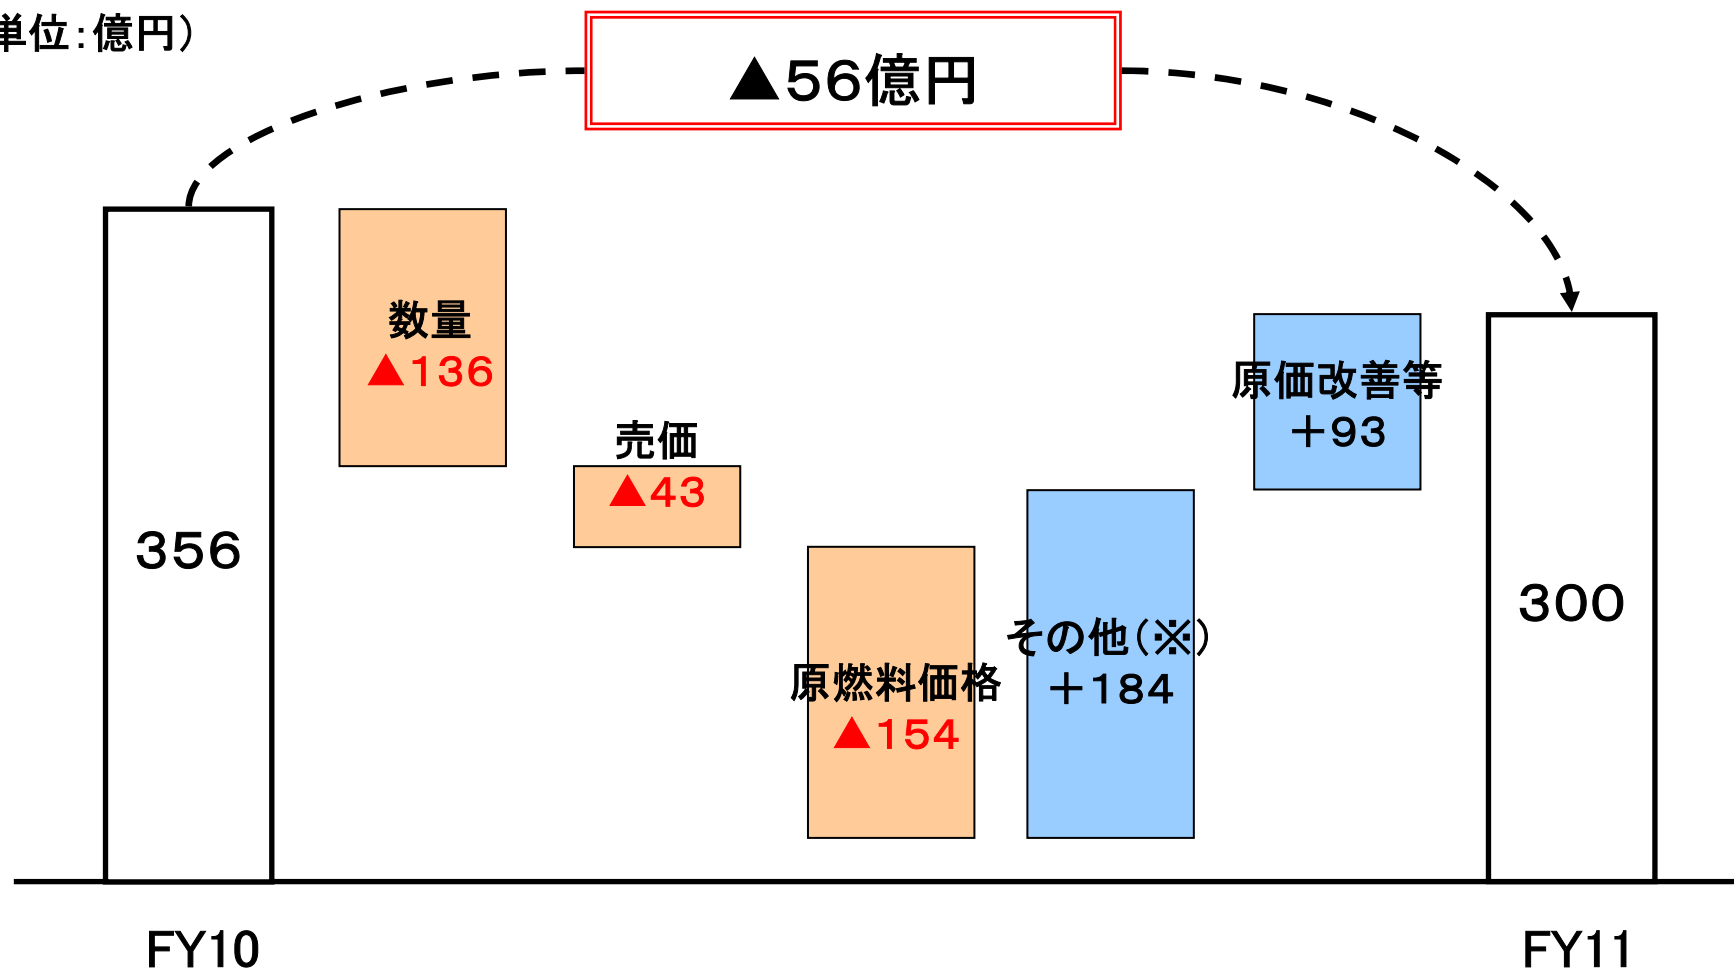 単位：億円）
▲５６億円
数量
▲１３６
売価
▲４３
原燃料価格
▲１５４
その他（※）
＋１８４
原価改善等
＋９３
３５６
３００
FY10
FY11